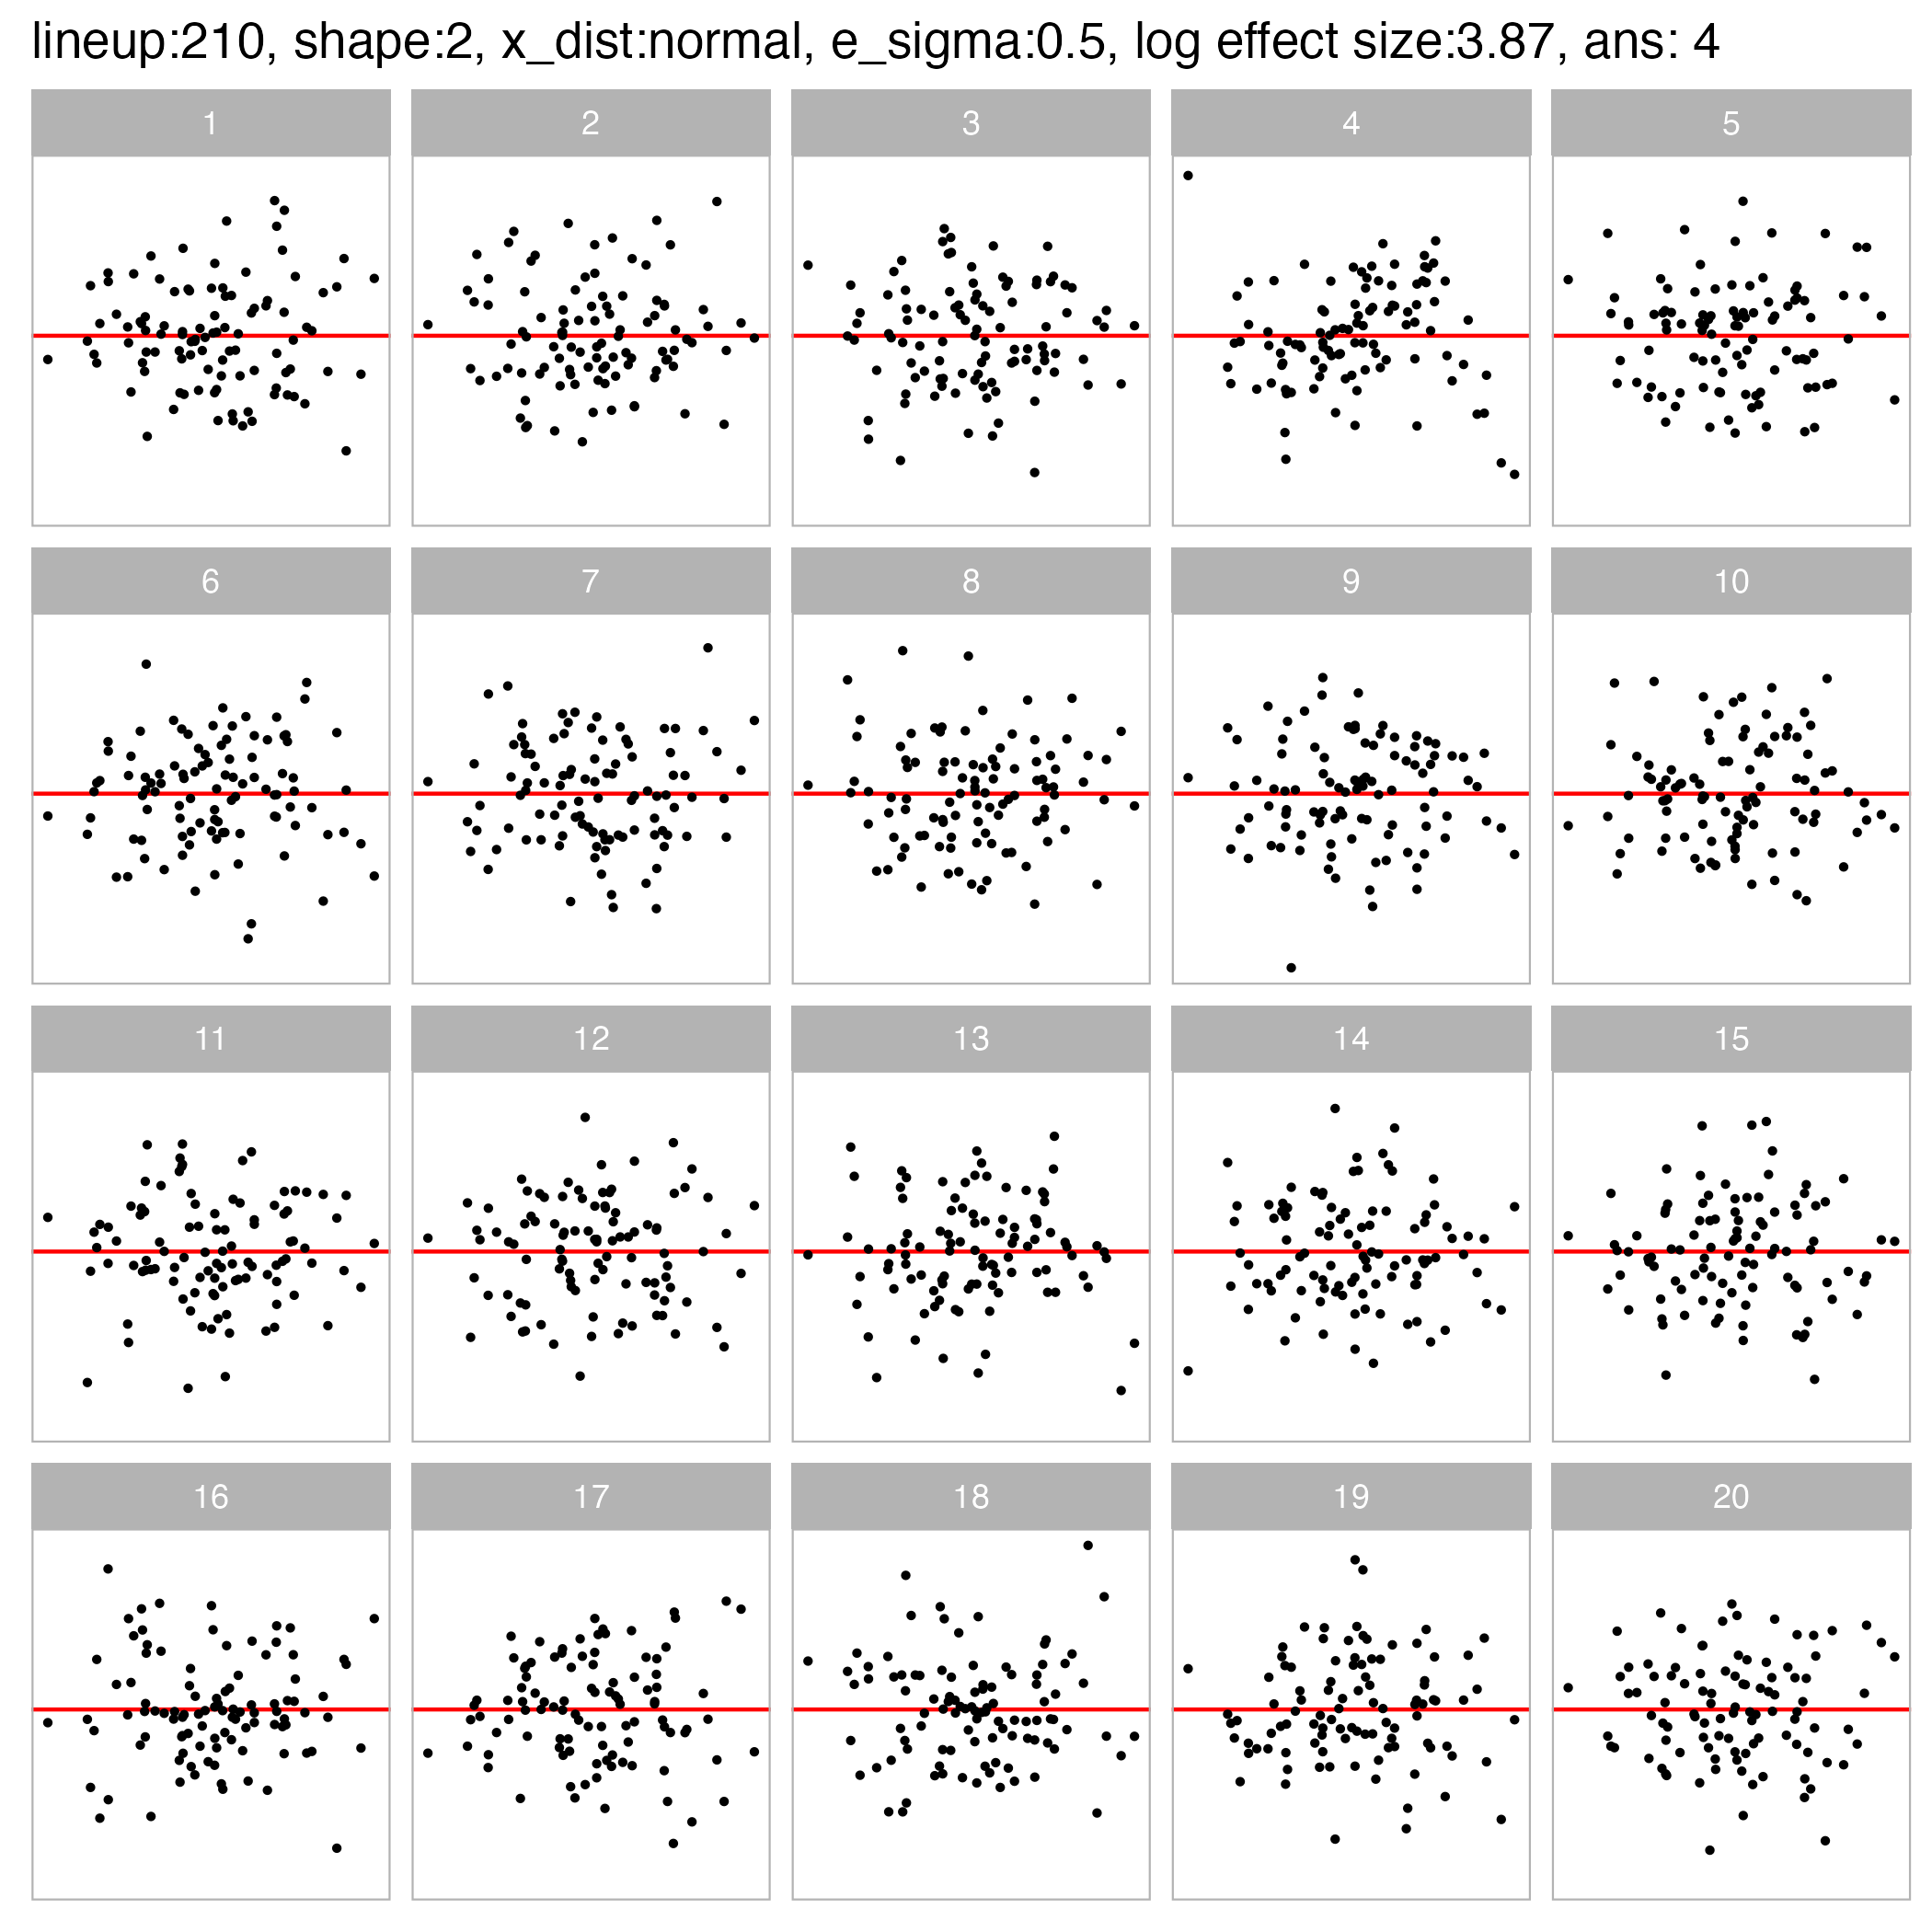 lineup:210, shape:2, x_dist:normal, e_sigma:0.5, log effect size:3.87, ans: 4
1 2 3 4 5
6 7 8 9 10
11 12 13 14 15
16 17 18 19 20